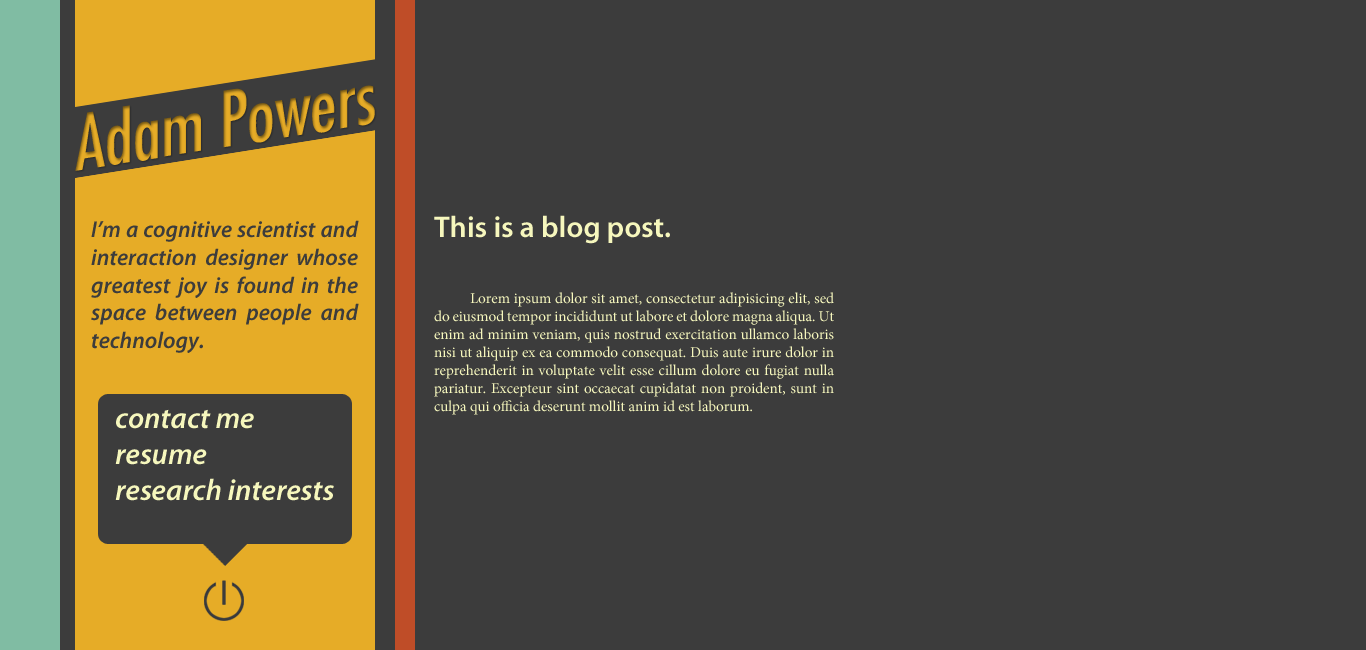 Adam Powers
I'm a cognitive scientist and
interaction designer whose
greatest joy is found in the
space between people and
technology.
contact me
resume
research interests
This is a blog post.
Lorem ipsum dolor sit amet, consectetur adipisicing elit, sed
do eiusmod tempor incididunt ut labore et dolore magna aliqua. Ut
enim ad minim veniam, quis nostrud exercitation ullamco laboris
nisi ut aliquip ex ea commodo consequat. Duis aute irure dolor in
reprehenderit in voluptate velit esse cillum dolore eu fugiat nulla
pariatur. Excepteur sint occaecat cupidatat non proident, sunt in
culpa qui officia deserunt mollit anim id est laborum.